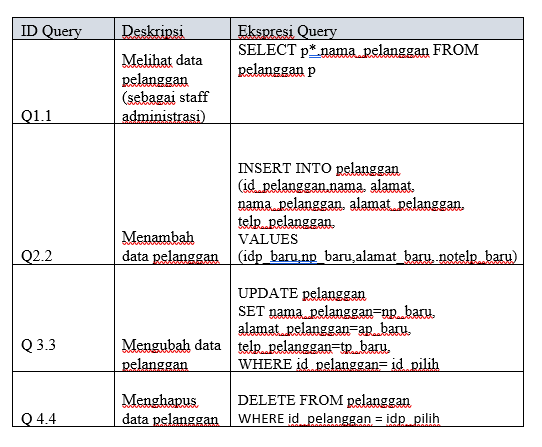 ID Query
Deskripsi
Ekspresi Query
Q1.1
Melihat data
pelanggan
(sebagai staff
administrasi)
SELECT p*.nama_pelanggan FROM
pelanggan p
Q2.2
Menambah
data pelanggan
INSERT INTO pelanggan
(id_pelanggan,nama, alamat,
nama_pelanggan, alamat_pelanggan,
telp_pelanggan,
VALUES
(idp_baru,np_baru,alamat_baru,.notelp_baru)
Q 3.3
Mengubah data
pelanggan
UPDATE pelanggan
SET nama_pelanggan=np_baru,
alamat_pelanggan=ap_baru,
telp_pelanggan=tp_baru,
WHERE id_pelanggan= id_pilih
Q 4.4
Menghapus
data pelanggan
DELETE FROM pelanggan
WHERE id_pelanggan = idp_pilih